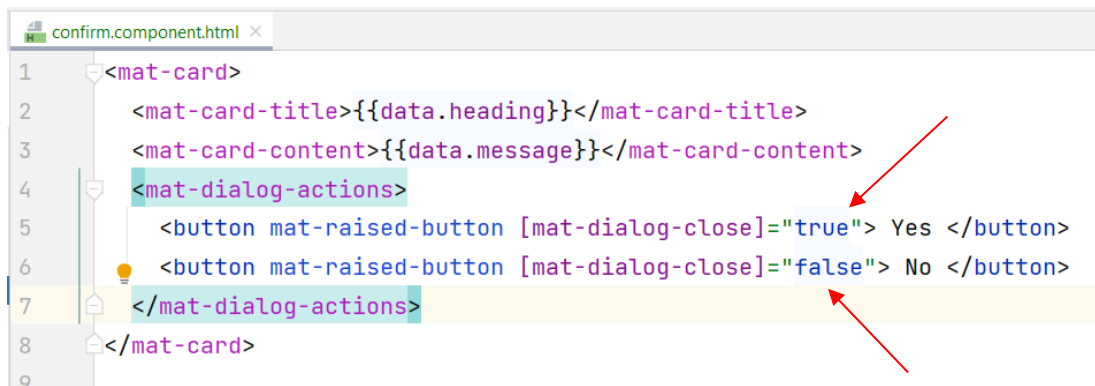 H confirm.component.html ×
1 <mat-card>
2 <mat-card-title>{{data.heading}}</mat-card-title>
3 <mat-card-content>{{data.message}}</mat-card-content>
4 <mat-dialog-actions>
5 <button mat-raised-button [mat-dialog-close]="true"> Yes </button>
6 <button mat-raised-button [mat-dialog-close]="false"> No </button>
7 </mat-dialog-actions>
8 </mat-card>
9